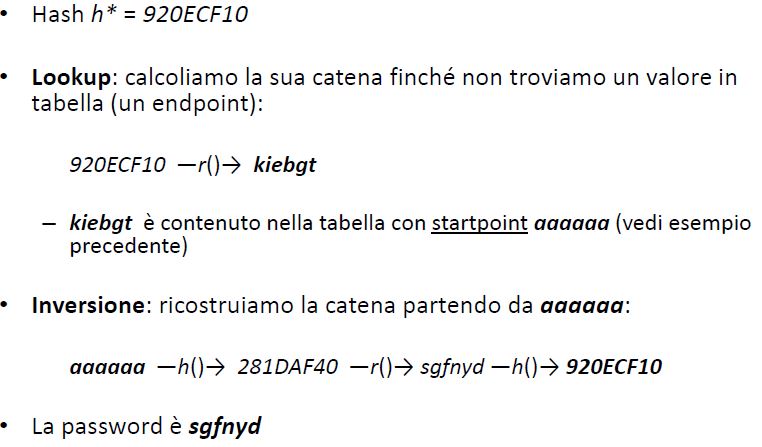 • Hash h* = 920ECF10
• Lookup: calcoliamo la sua catena finché non troviamo un valore in
tabella (un endpoint):
920ECF10 —r()→ kiebgt
– kiebgt è contenuto nella tabella con startpoint aaaaaa (vedi esempio
precedente)
• Inversione: ricostruiamo la catena partendo da aaaaaa:
aaaaaa —h()→ 281DAF40 —r()→ sgfnyd —h()→ 920ECF10
• La password è sgfnyd